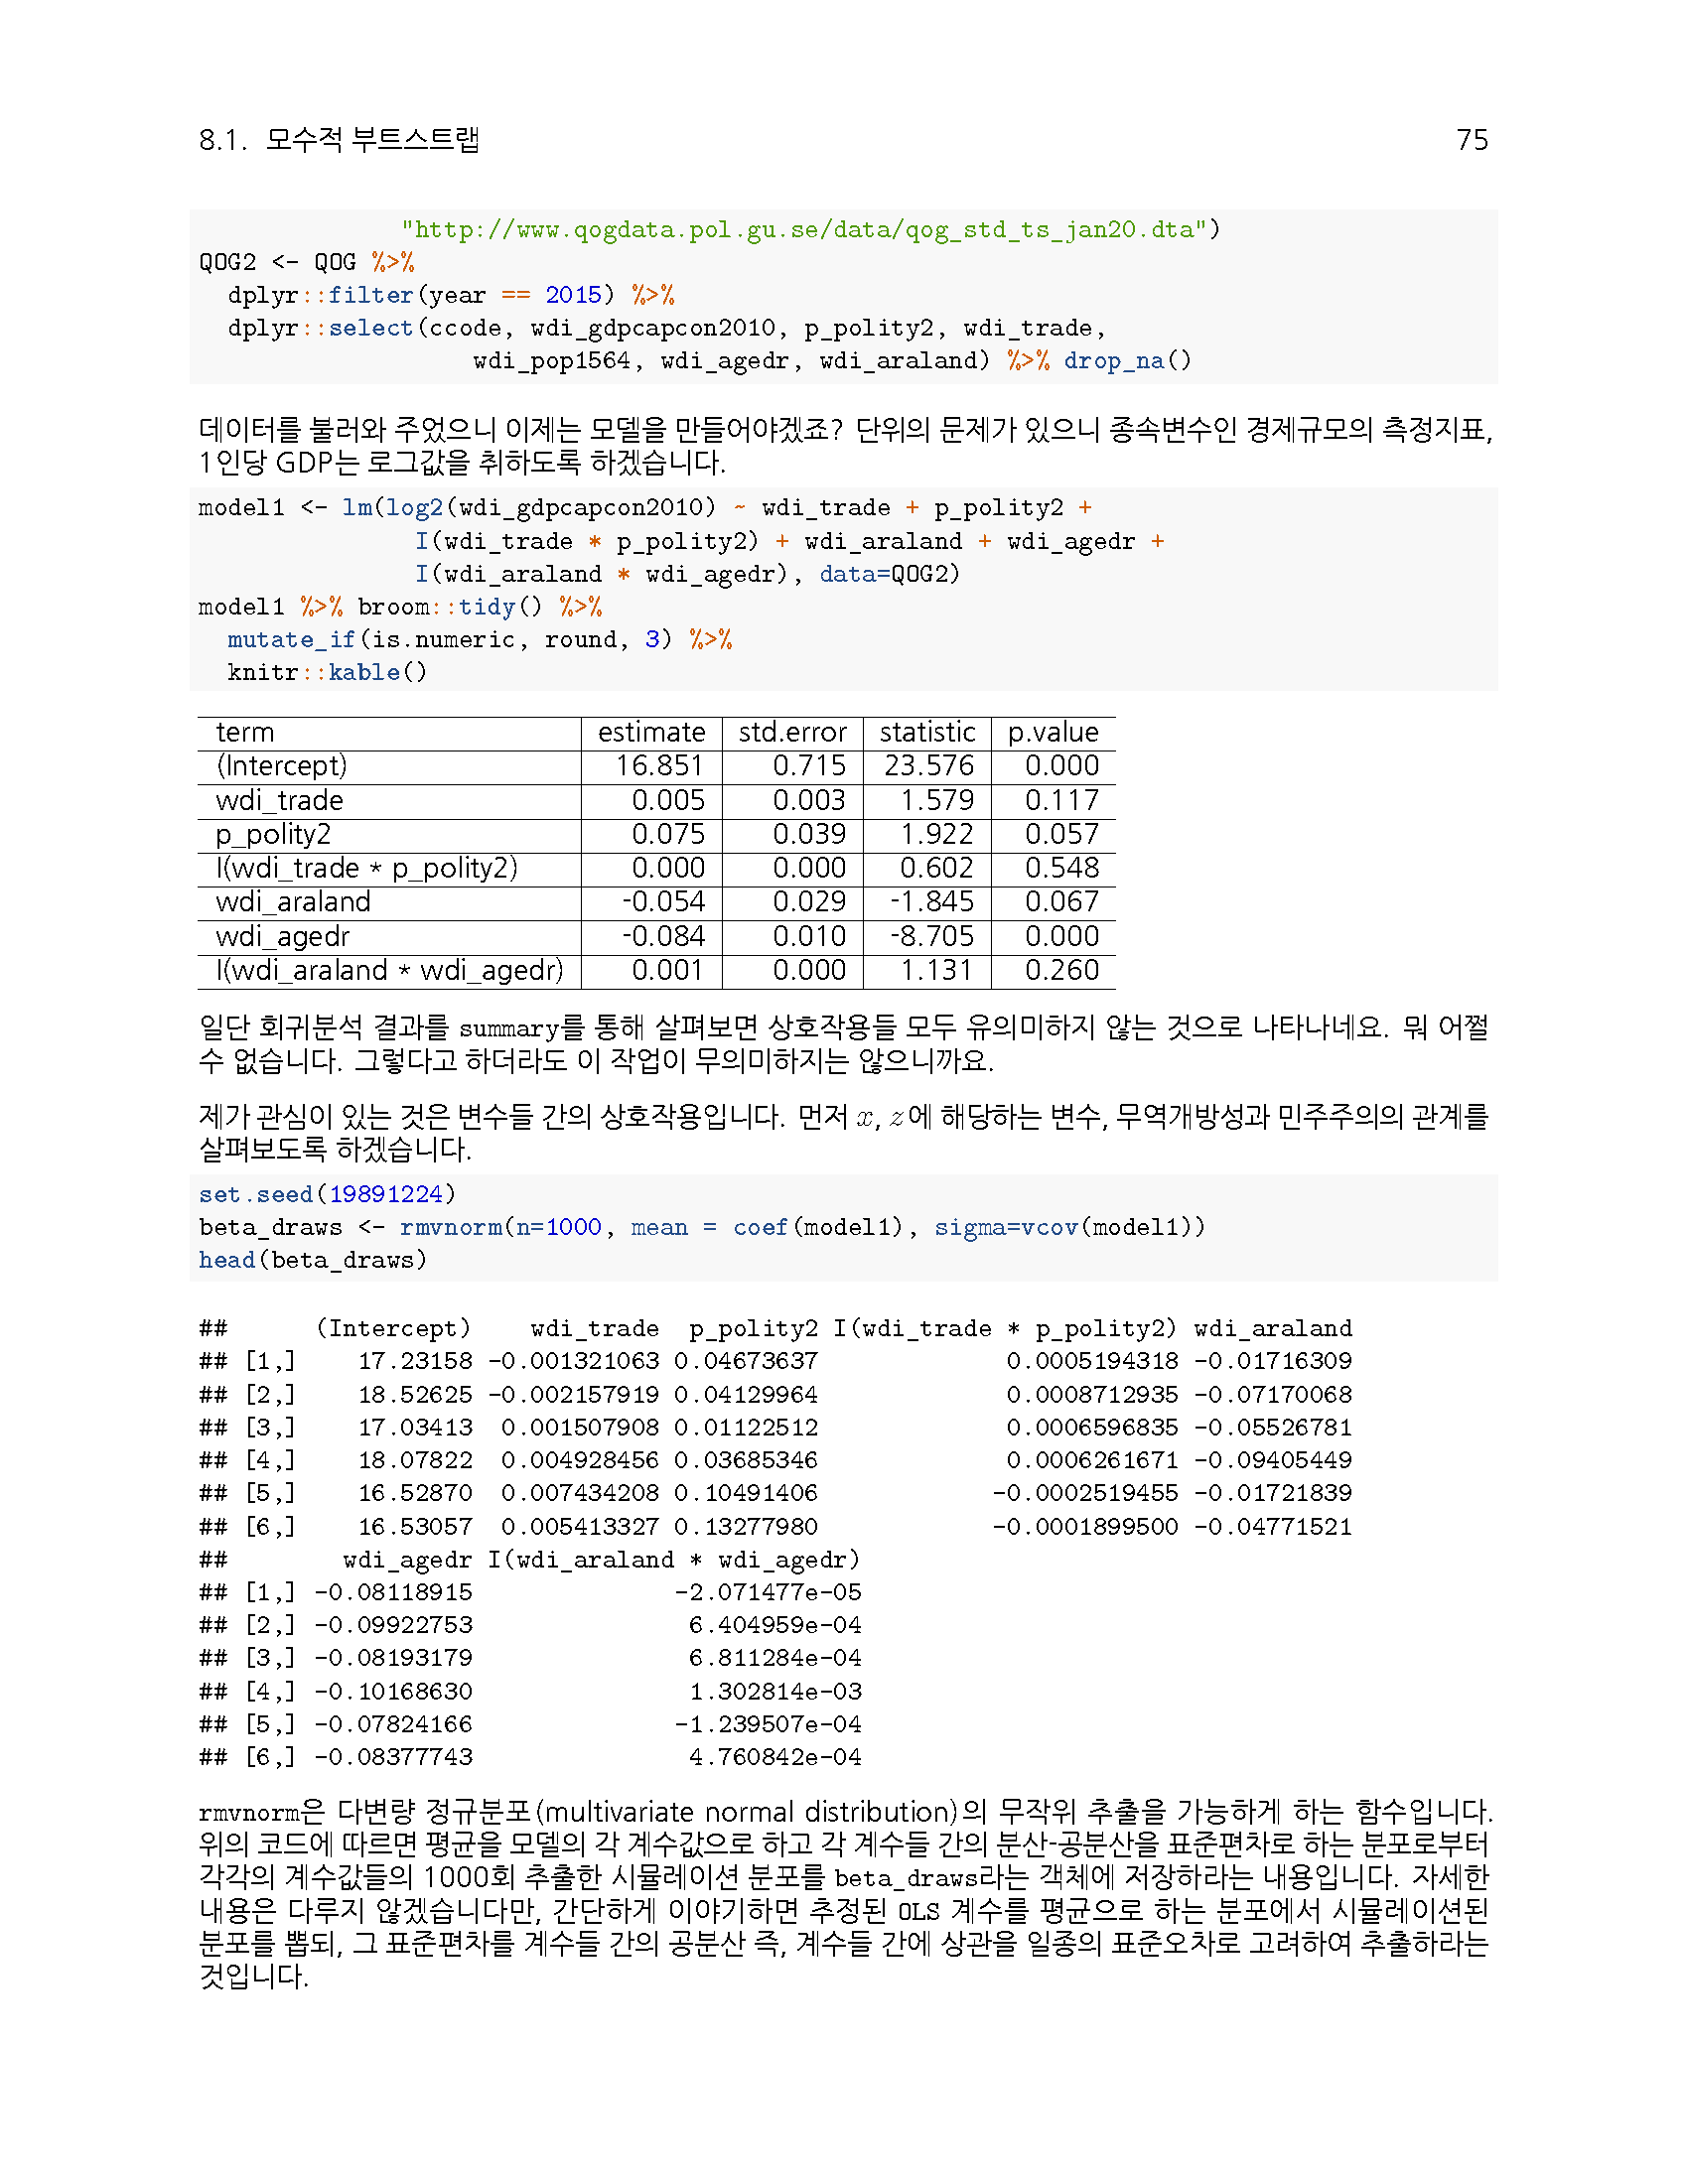 8.1. 모수적 부트스트랩 75
"http://www.qogdata.pol.gu.se/data/qog_std_ts_jan20.dta")
QOG2 <- QOG %>%
  dplyr::filter(year == 2015) %>%
  dplyr::select(ccode, wdi_gdpcapcon2010, p_polity2, wdi_trade,
                   wdi_pop1564, wdi_agedr, wdi_araland) %>% drop_na()
데이터를 불러와 주었으니 이제는 모델을 만들어야겠죠? 단위의 문제가 있으니 종속변수인 경제규모의 측정지표,
1인당 GDP는 로그값을 취하도록 하겠습니다.
model1 <- lm(log2(wdi_gdpcapcon2010) ~ wdi_trade + p_polity2 +
               I(wdi_trade * p_polity2) + wdi_araland + wdi_agedr +
               I(wdi_araland * wdi_agedr), data=QOG2)
model1 %>% broom::tidy() %>%
  mutate_if(is.numeric, round, 3) %>%
  knitr::kable()
term estimate std.error statistic p.value
(Intercept) 16.851 0.715 23.576 0.000
wdi_trade 0.005 0.003 1.579 0.117
p_polity2 0.075 0.039 1.922 0.057
I(wdi_trade * p_polity2) 0.000 0.000 0.602 0.548
wdi_araland -0.054 0.029 -1.845 0.067
wdi_agedr -0.084 0.010 -8.705 0.000
I(wdi_araland * wdi_agedr) 0.001 0.000 1.131 0.260
일단 회귀분석 결과를 summary를 통해 살펴보면 상호작용들 모두 유의미하지 않는 것으로 나타나네요. 뭐 어쩔
수 없습니다. 그렇다고 하더라도 이 작업이 무의미하지는 않으니까요.
제가 관심이 있는 것은 변수들 간의 상호작용입니다. 먼저 x, z에 해당하는 변수, 무역개방성과 민주주의의 관계를
살펴보도록 하겠습니다.
set.seed(19891224)
beta_draws <- rmvnorm(n=1000, mean = coef(model1), sigma=vcov(model1))
head(beta_draws)
##      (Intercept)    wdi_trade  p_polity2 I(wdi_trade * p_polity2) wdi_araland
## [1,]    17.23158 -0.001321063 0.04673637             0.0005194318 -0.01716309
## [2,]    18.52625 -0.002157919 0.04129964             0.0008712935 -0.07170068
## [3,]    17.03413  0.001507908 0.01122512             0.0006596835 -0.05526781
## [4,]    18.07822  0.004928456 0.03685346             0.0006261671 -0.09405449
## [5,]    16.52870  0.007434208 0.10491406            -0.0002519455 -0.01721839
## [6,]    16.53057  0.005413327 0.13277980            -0.0001899500 -0.04771521
##        wdi_agedr I(wdi_araland * wdi_agedr)
## [1,] -0.08118915              -2.071477e-05
## [2,] -0.09922753               6.404959e-04
## [3,] -0.08193179               6.811284e-04
## [4,] -0.10168630               1.302814e-03
## [5,] -0.07824166              -1.239507e-04
## [6,] -0.08377743               4.760842e-04
rmvnorm은 다변량 정규분포(multivariate normal distribution)의 무작위 추출을 가능하게 하는 함수입니다.
위의 코드에 따르면 평균을 모델의 각 계수값으로 하고 각 계수들 간의 분산-공분산을 표준편차로 하는 분포로부터
각각의 계수값들의 1000회 추출한 시뮬레이션 분포를 beta_draws라는 객체에 저장하라는 내용입니다. 자세한
내용은 다루지 않겠습니다만, 간단하게 이야기하면 추정된 OLS 계수를 평균으로 하는 분포에서 시뮬레이션된
분포를 뽑되, 그 표준편차를 계수들 간의 공분산 즉, 계수들 간에 상관을 일종의 표준오차로 고려하여 추출하라는
것입니다.